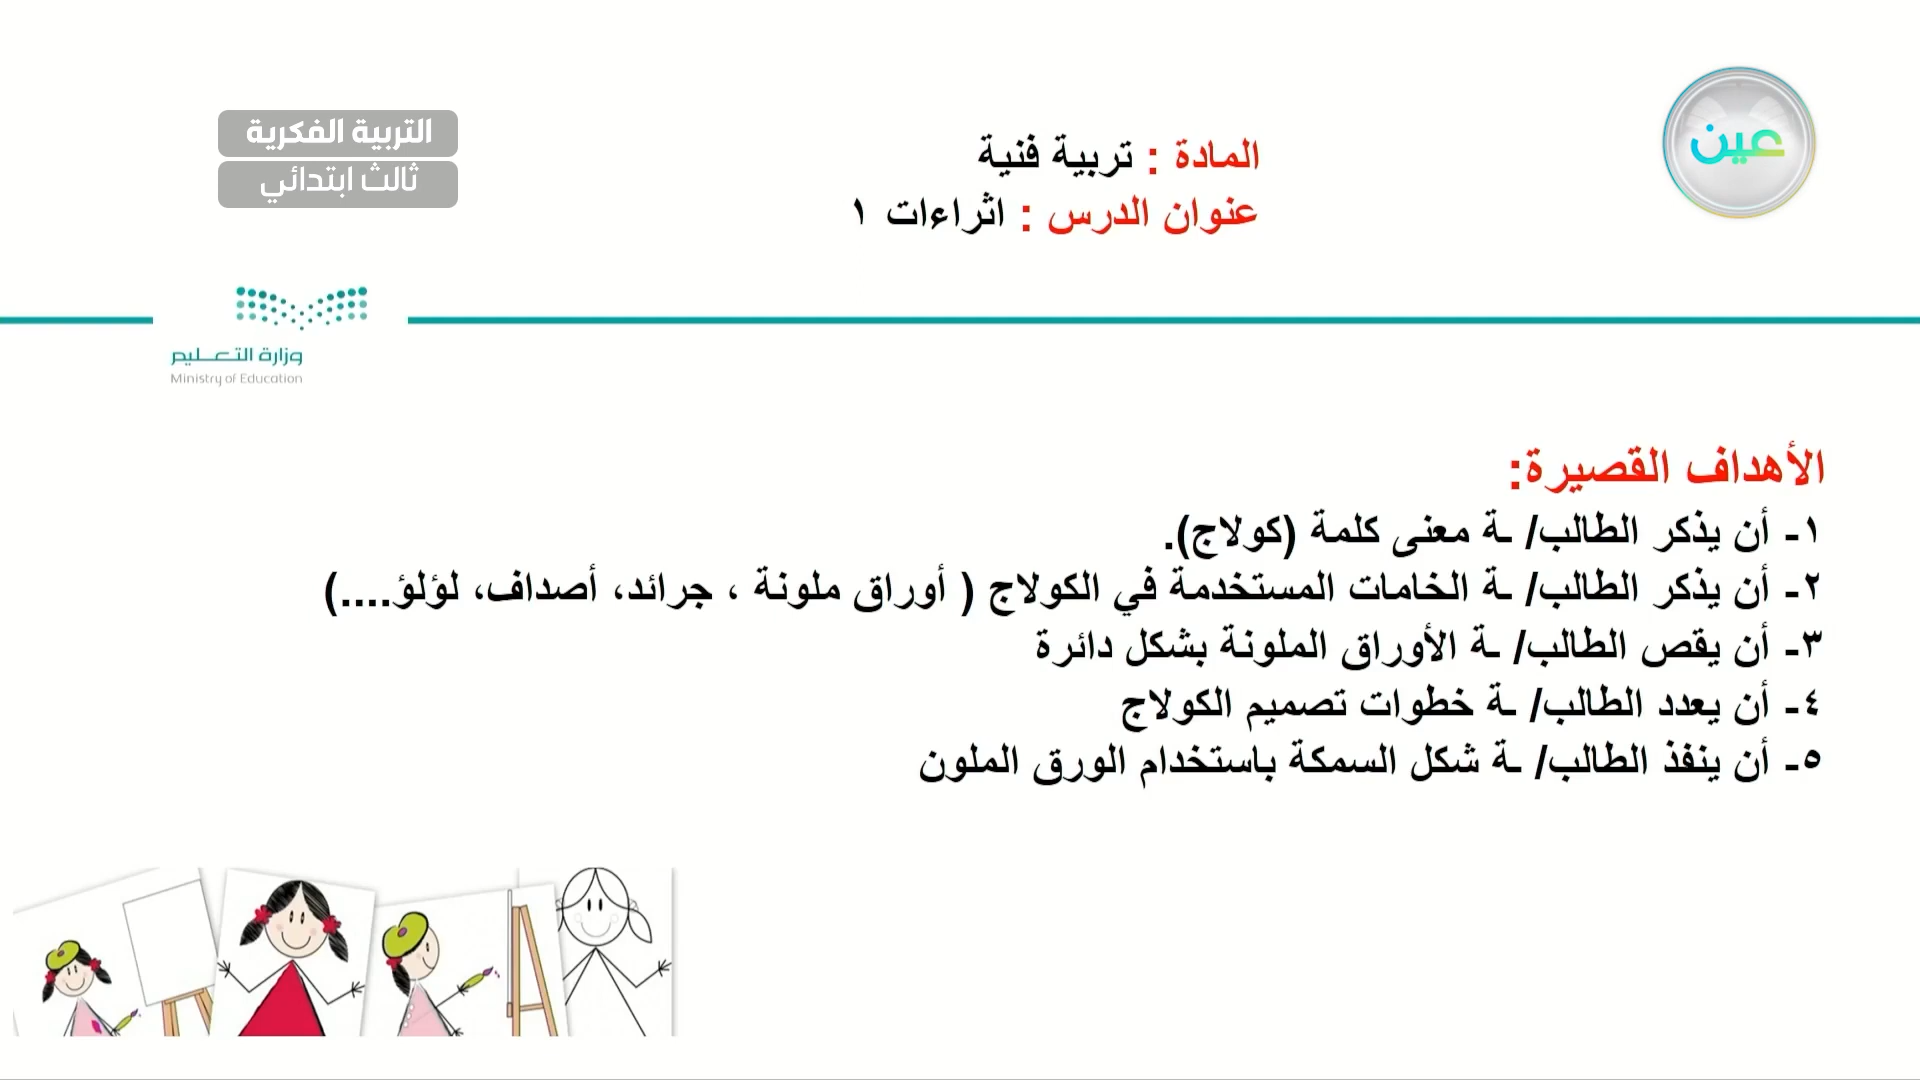 عين
التربية الفكرية
ثالث ابتدائي
المادة : تربية فنية
عنوان الدرس : اثراءات ١
وزارة التعليم
Ministry of Education
الأهداف القصيرة:
١- أن يذكر الطالب/ ـة معنى كلمة (كولاج).
٢- أن يذكر الطالب/ ـة الخامات المستخدمة في الكولاج ( أوراق ملونة ، جرائد، أصداف، لؤلؤ....)
٣- أن يقص الطالب/ ـة الأوراق الملونة بشكل دائرة
٤- أن يعدد الطالب/ ـة خطوات تصميم الكولاج
٥- أن ينفذ الطالب/ ـة شكل السمكة باستخدام الورق الملون